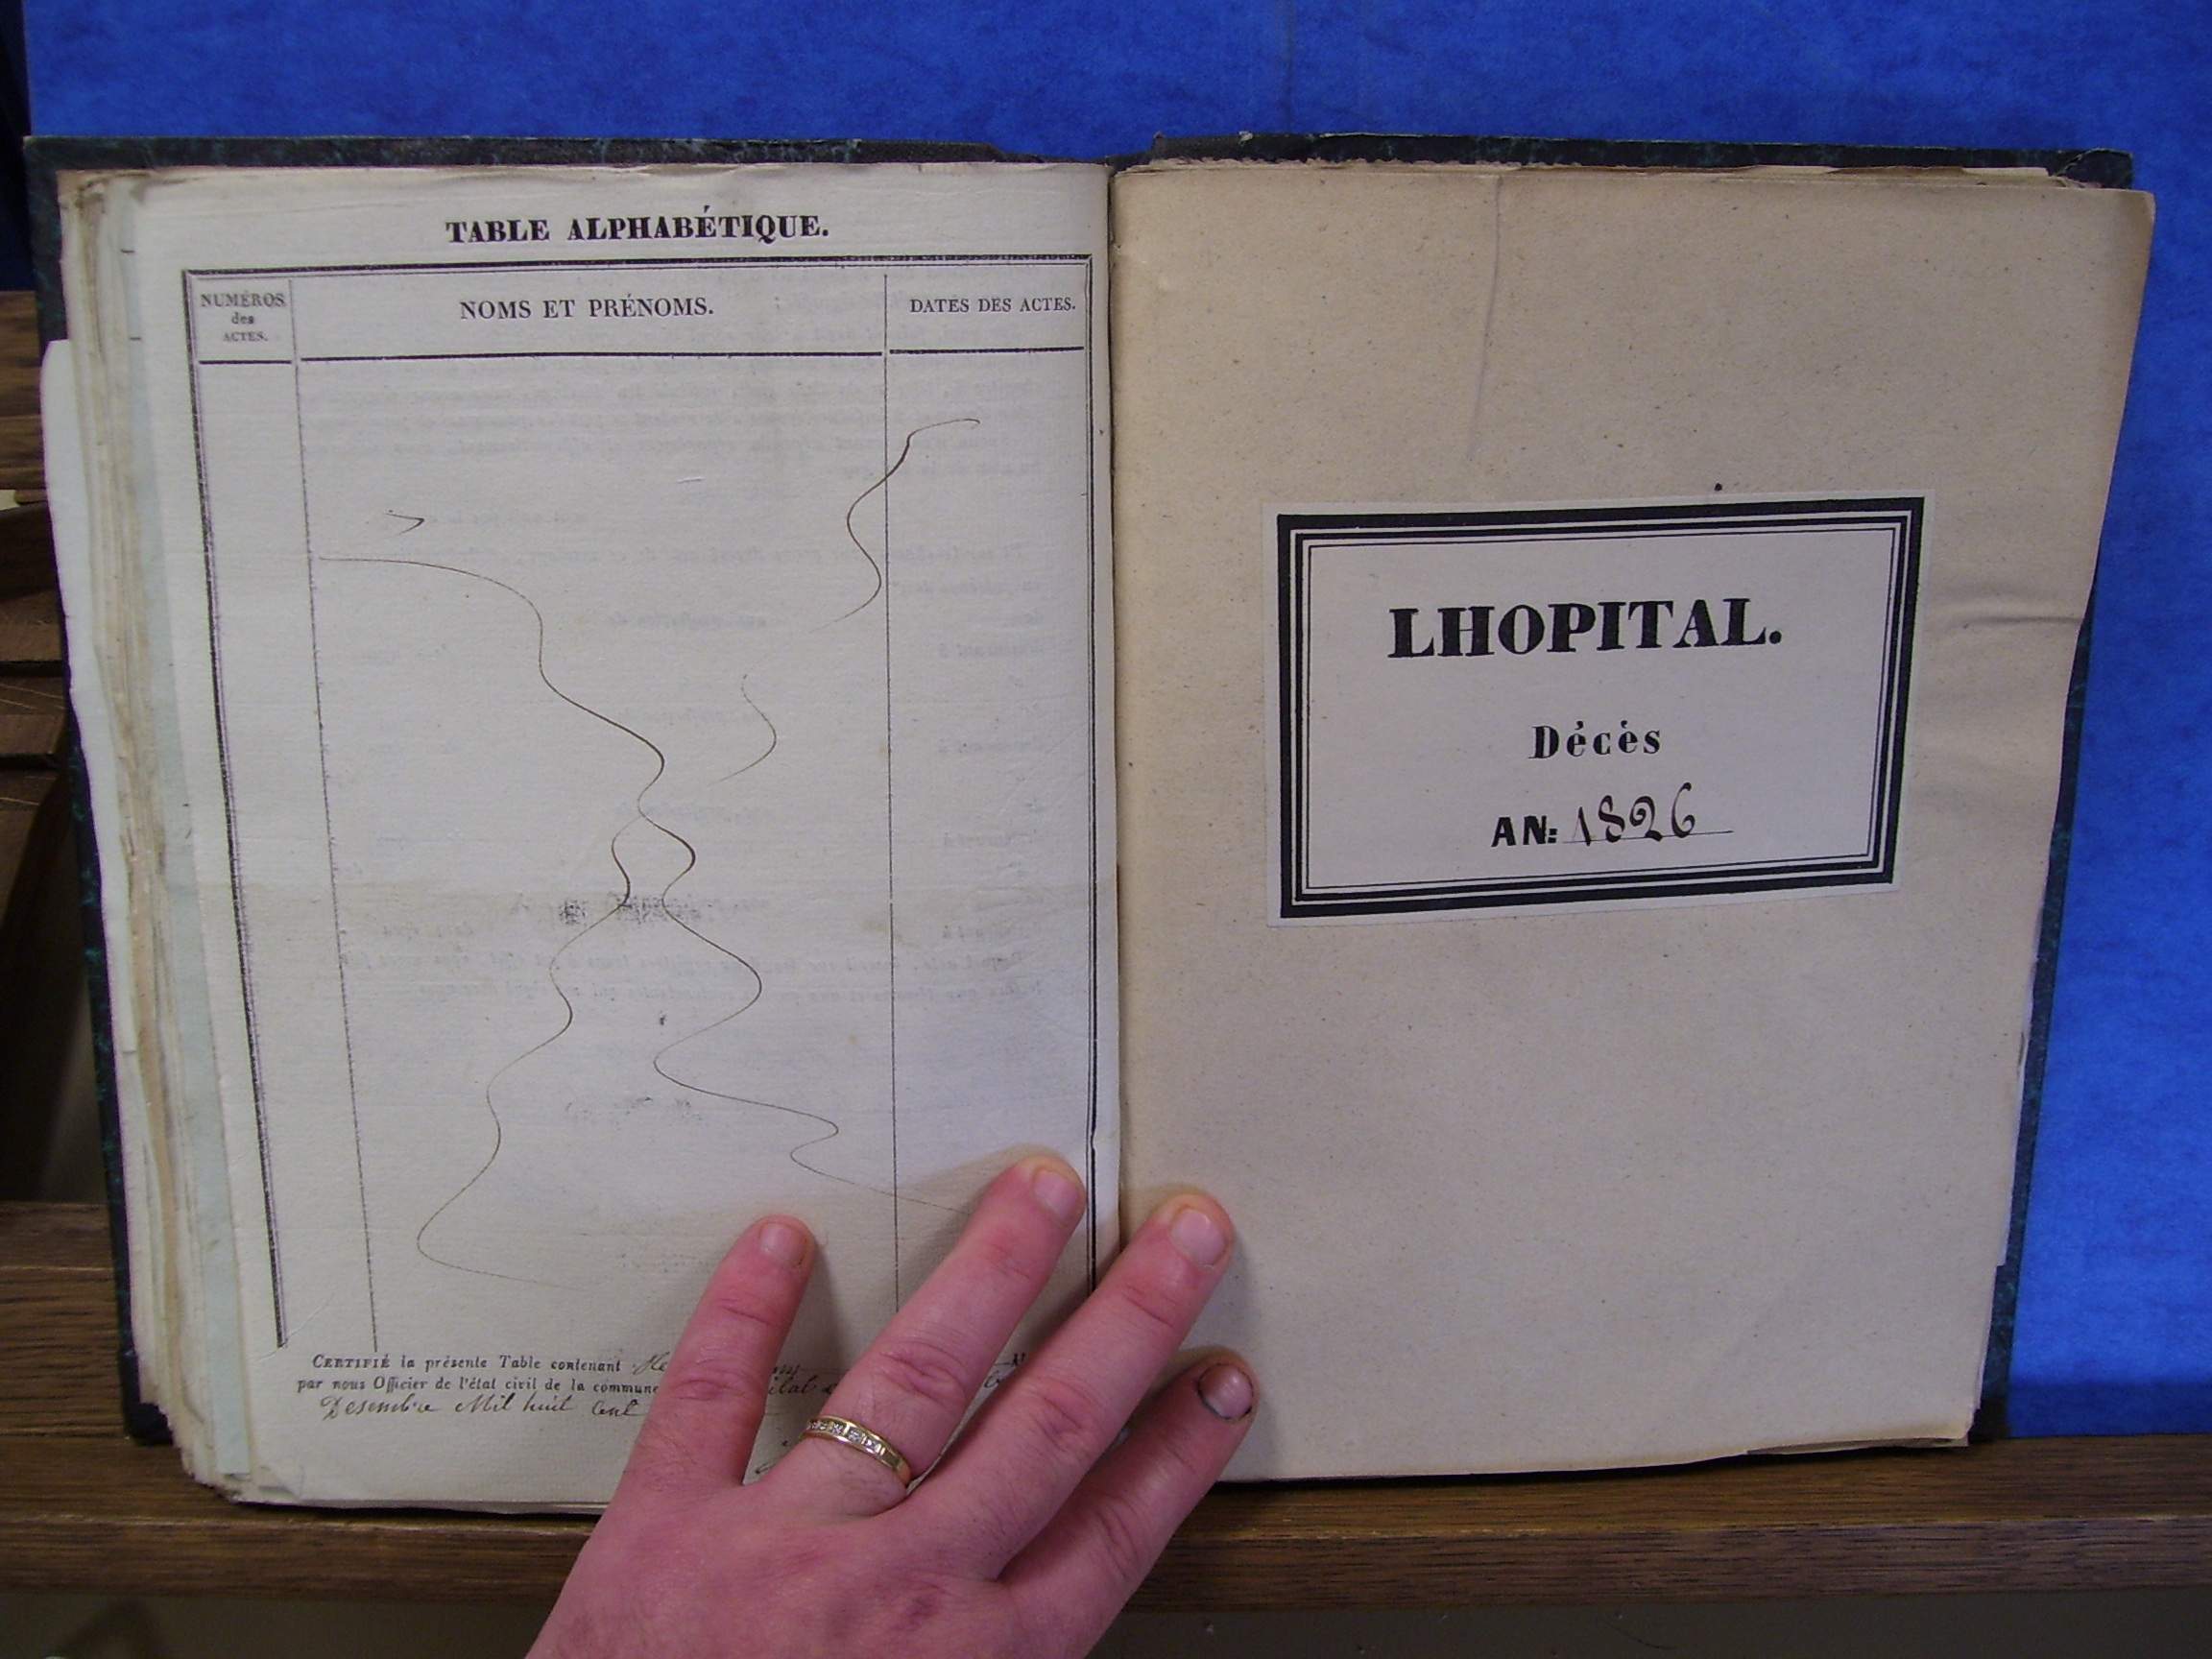 TABLE ALPHABÉTIQUE.
NUMÉROS
des
ACTES.
NOMS ET PRÉNOMS.
DATES DES ACTES.
CERTIFIÉ la présente Table contenant
par nous Officier de l'état civil de la commune
Desembre Mil huit Cent
LHOPITAL.
Décès
AN: 1826